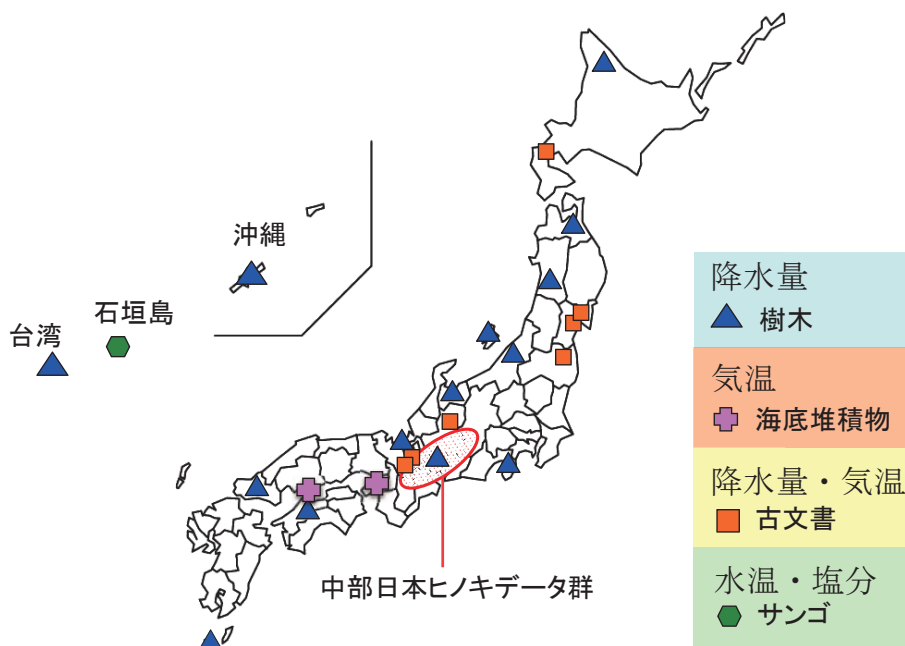 沖縄
石垣島
台湾
中部日本ヒノキデータ群
降水量
樹木
気温
海底堆積物
降水量・気温
古文書
水温・塩分
サンゴ